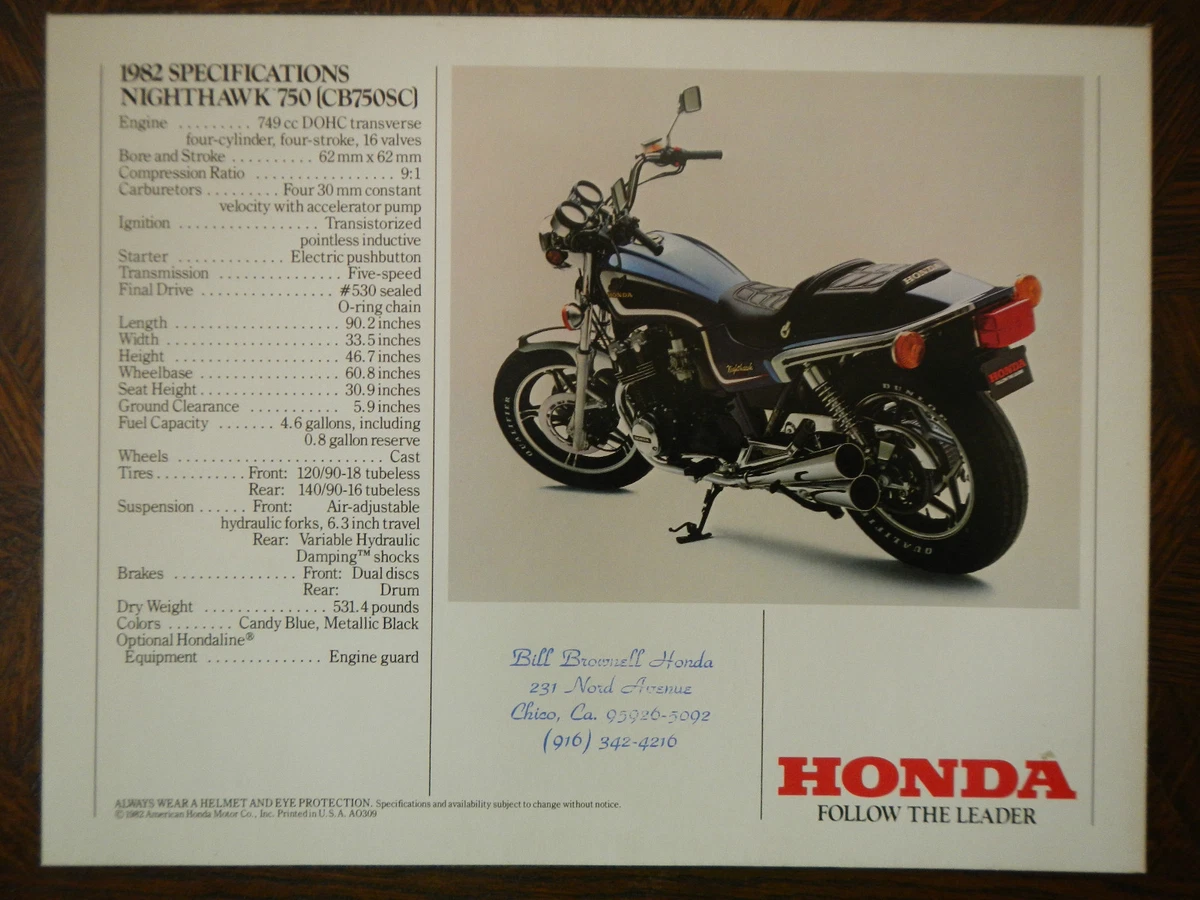 1982 SPECIFICATIONS
NIGHTHAWK 750 (CB750SC)
Engine ......... 749 cc DOHC transverse
four-cylinder, four-stroke, 16 valves
Bore and Stroke .......... 62 mm x 62 mm
Compression Ratio ................. 9:1
Carburetors ......... Four 30 mm constant
velocity with accelerator pump
Ignition .................. Transistorized
pointless inductive
Starter ............. Electric pushbutton
Transmission ............... Five-speed
Final Drive ................ #530 sealed
O-ring chain
Length .................... 90.2 inches
Width ..................... 33.5 inches
Height .................... 46.7 inches
Wheelbase ................. 60.8 inches
Seat Height ................. 30.9 inches
Ground Clearance ........... 5.9 inches
Fuel Capacity ....... 4.6 gallons, including
0.8 gallon reserve
Wheels ......................... Cast
Tires ........... Front: 120/90-18 tubeless
Rear: 140/90-16 tubeless
Suspension ...... Front: Air-adjustable
hydraulic forks, 6.3 inch travel
Rear: Variable Hydraulic
Damping™ shocks
Brakes ............... Front: Dual discs
Rear: Drum
Dry Weight ............... 531.4 pounds
Colors ........ Candy Blue, Metallic Black
Optional Hondaline®
Equipment .............. Engine guard
ALWAYS WEAR A HELMET AND EYE PROTECTION. Specifications and availability subject to change without notice.
© 1982 American Honda Motor Co., Inc. Printed in U.S.A. A0309
HONDA
HONDA
Nighthawk
HONDA
FOLLOW THE LEADER
DUNLOP
QUALIFIER
QUALIFIER
Bill Brownell Honda
231 Nord Avenue
Chico, Ca. 95926-5092
(916) 342-4216
HONDA
FOLLOW THE LEADER